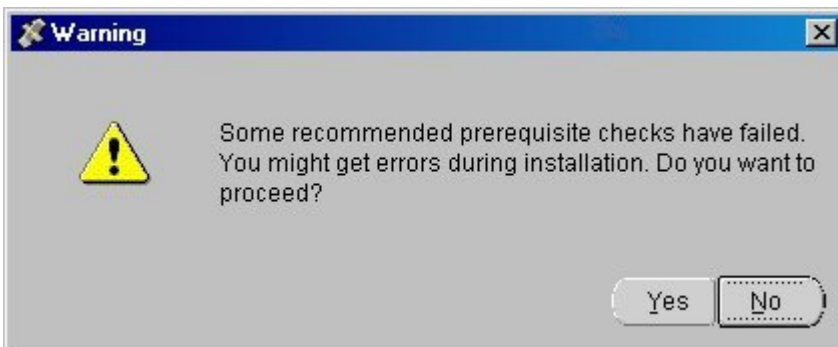 Warning
Some recommended prerequisite checks have failed.
You might get errors during installation. Do you want to
proceed?
Yes No